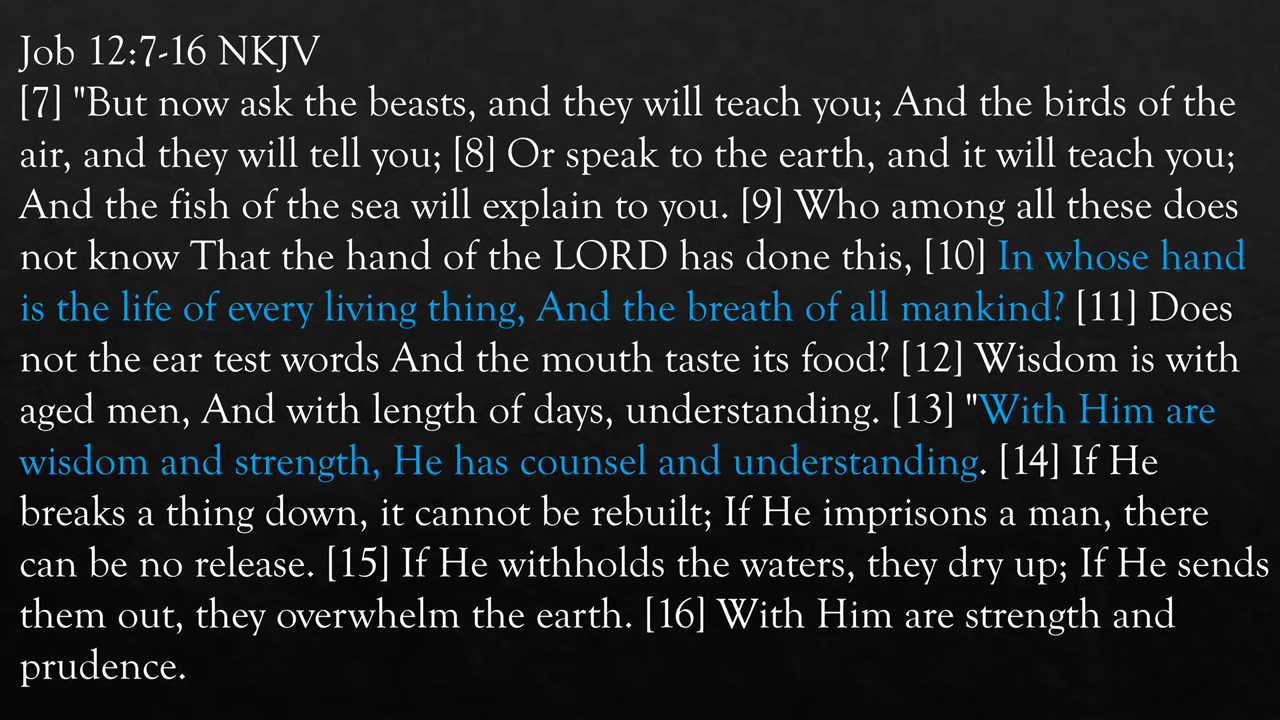 Job 12:7-16 NKJV
[7] "But now ask the beasts, and they will teach you; And the birds of the
air, and they will tell you; [8] Or speak to the earth, and it will teach you;
And the fish of the sea will explain to you. [9] Who among all these does
not know That the hand of the LORD has done this, [10] In whose hand
is the life of every living thing, And the breath of all mankind? [11] Does
not the ear test words And the mouth taste its food? [12] Wisdom is with
aged men, And with length of days, understanding. [13] "With Him are
wisdom and strength, He has counsel and understanding. [14] If He
breaks a thing down, it cannot be rebuilt; If He imprisons a man, there
can be no release. [15] If He withholds the waters, they dry up; If He sends
them out, they overwhelm the earth. [16] With Him are strength and
prudence.